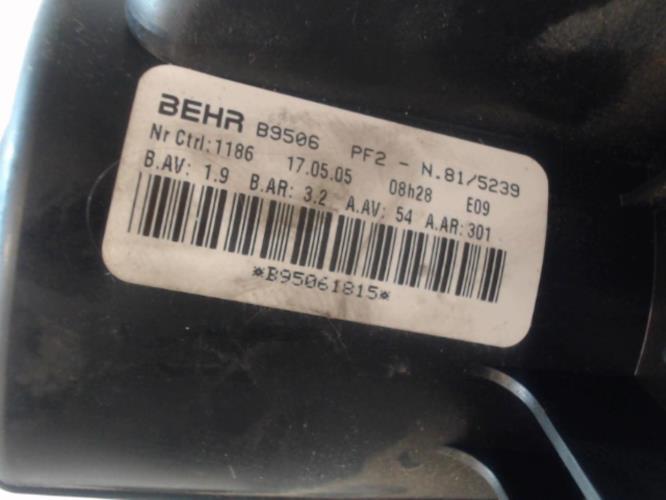 BEHR B9506 PF2 - N.81/5239
Nr Ctrl:1186 17.05.05 08h28 E09
B.AV: 1.9 B.AR: 3.2 A.AV: 54 A.AR:301
*B95061815*